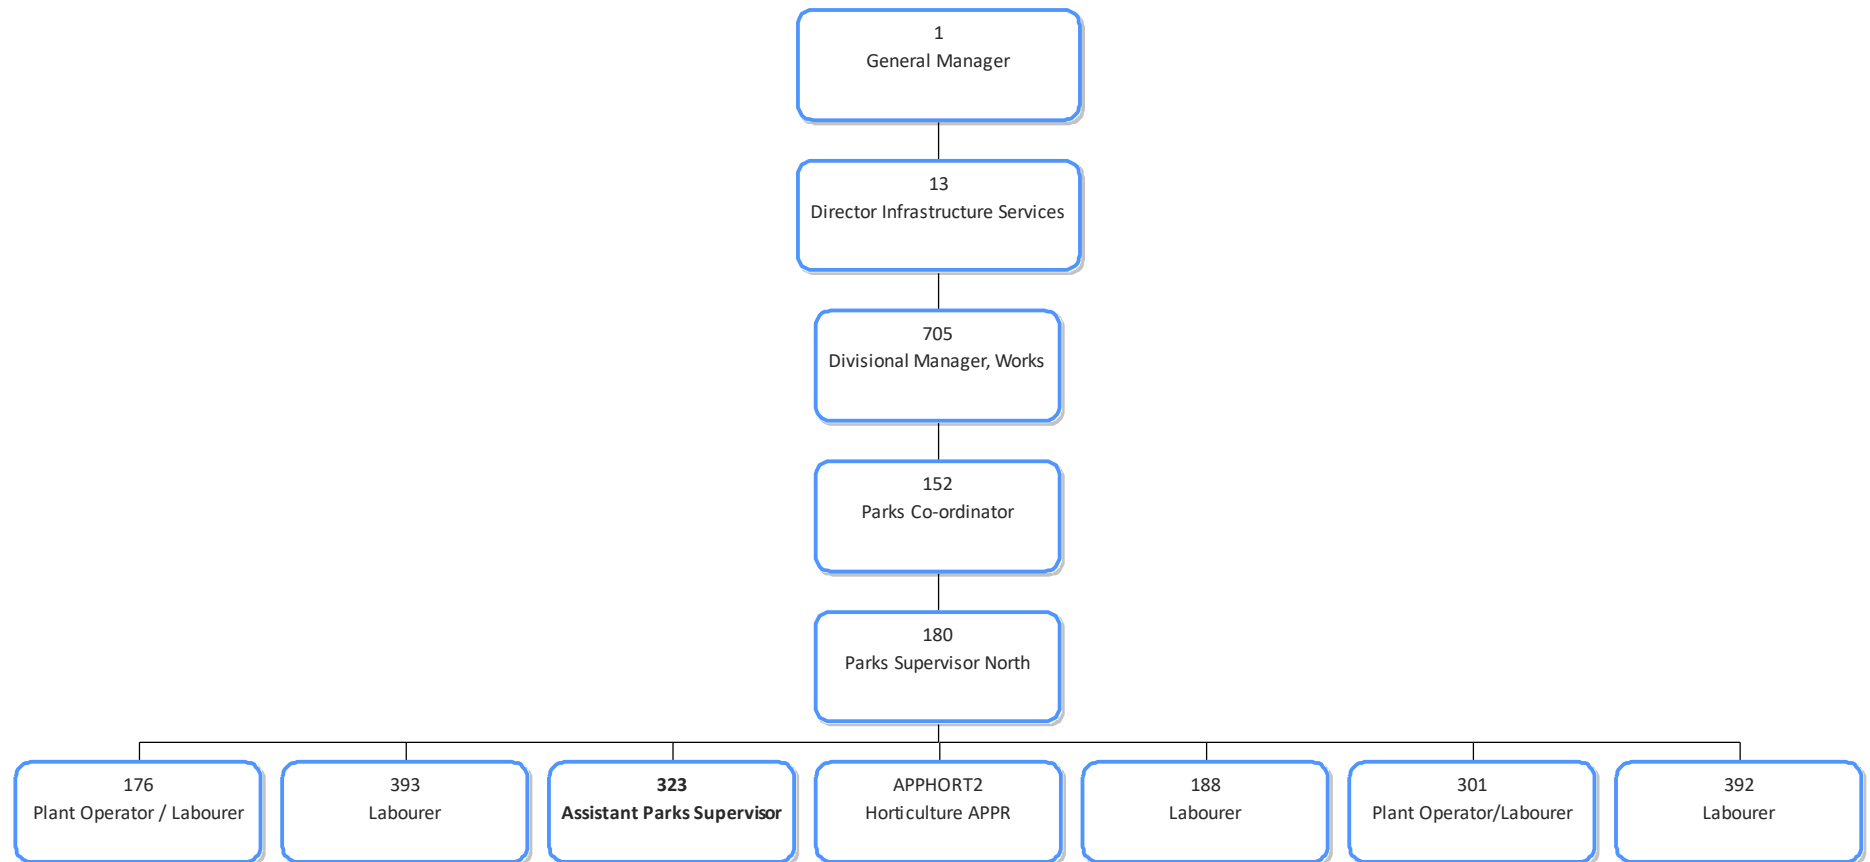 1
General Manager
13
Director Infrastructure Services
705
Divisional Manager, Works
152
Parks Co-ordinator
180
Parks Supervisor North
176
Plant Operator / Labourer
393
Labourer
323
Assistant Parks Supervisor
APPHORT2
Horticulture APPR
188
Labourer
301
Plant Operator/Labourer
392
Labourer